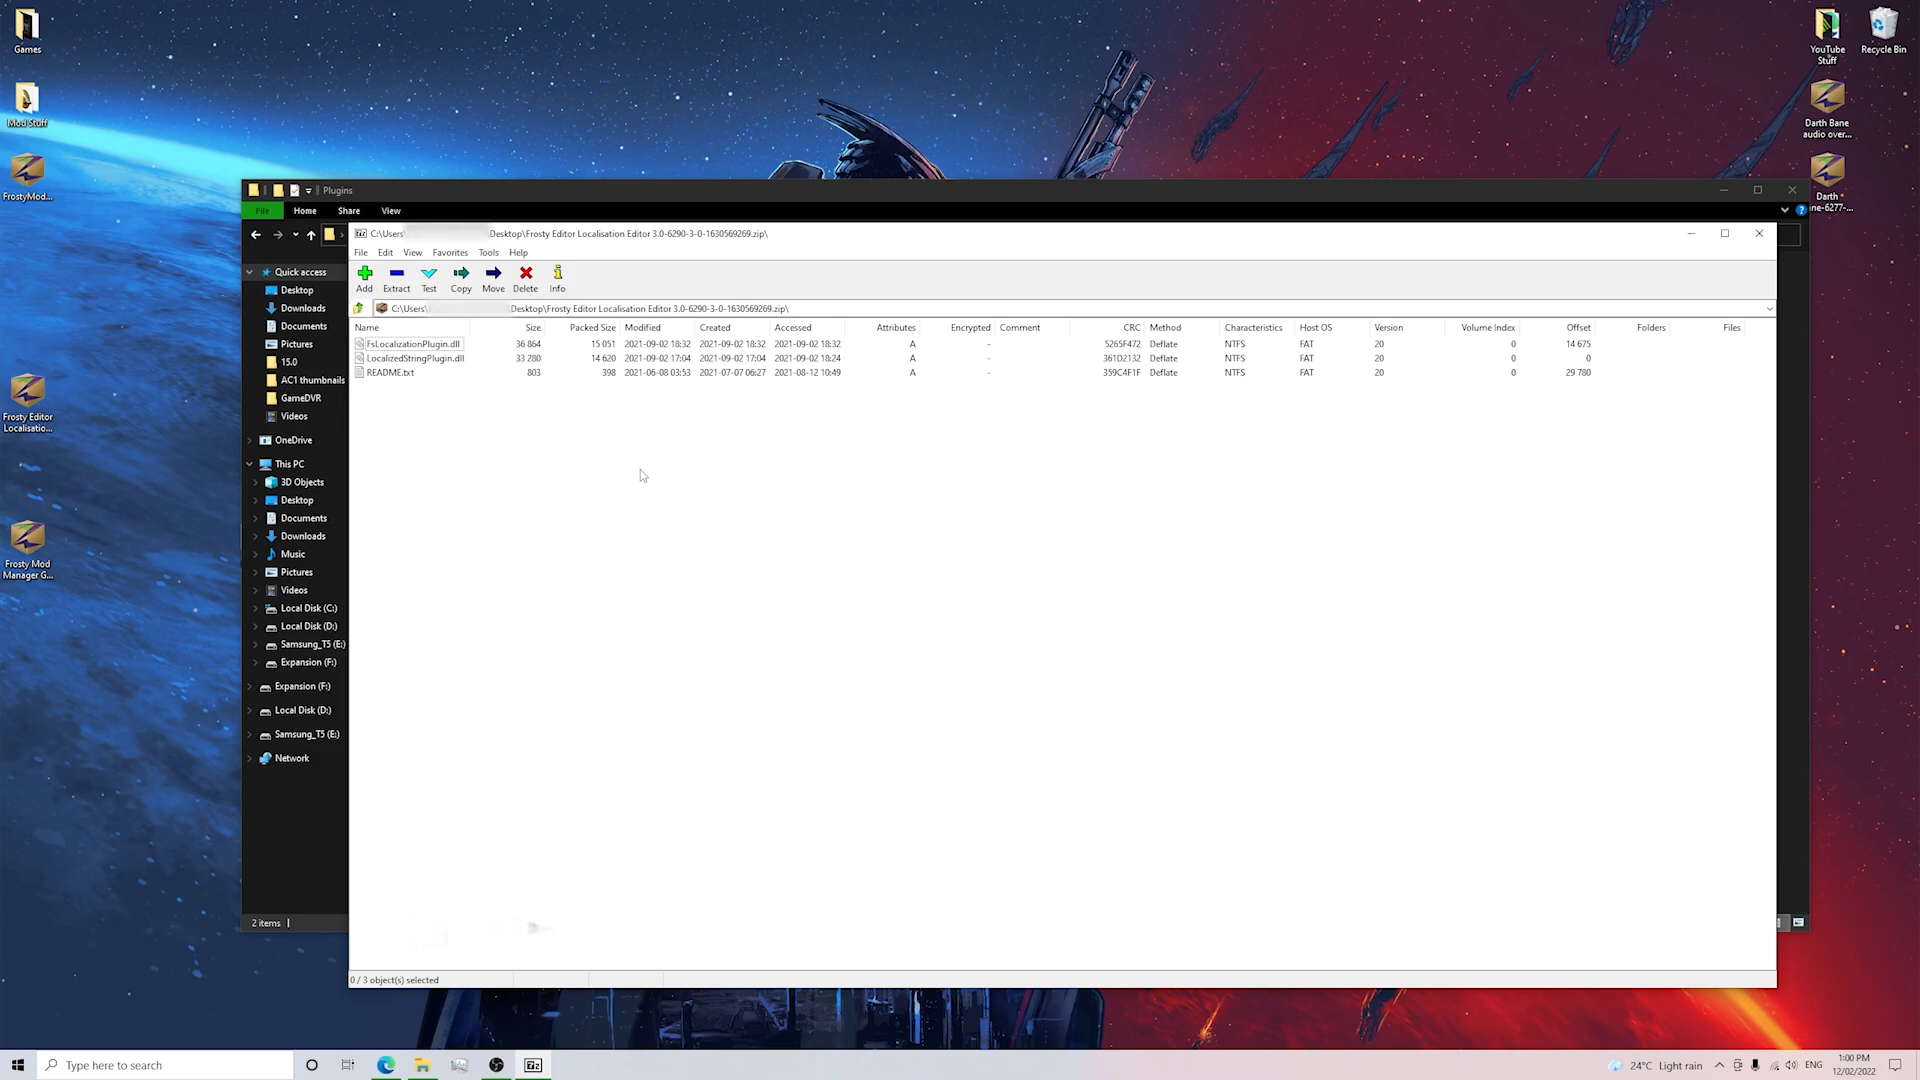 Games
Mod Stuff
FrostyMod...
Frosty Editor
Localisatio...
Frosty Mod
Manager G...
YouTube
Stuff
Recycle Bin
Darth Bane
audio over...
Darth
ne-6277-...
Plugins
File Home Share View
C:\Users\ Desktop\Frosty Editor Localisation Editor 3.0-6290-3-0-1630569269.zip\
File Edit View Favorites Tools Help
Add Extract Test Copy Move Delete Info
C:\Users\ Desktop\Frosty Editor Localisation Editor 3.0-6290-3-0-1630569269.zip\
Name Size Packed Size Modified Created Accessed Attributes Encrypted Comment CRC Method Characteristics Host OS Version Volume Index Offset Folders Files
FsLocalizationPlugin.dll 36 864 15 051 2021-09-02 18:32 2021-09-02 18:32 2021-09-02 18:32 A - 5265F472 Deflate NTFS FAT 20 0 14 675
LocalizedStringPlugin.dll 33 280 14 620 2021-09-02 17:04 2021-09-02 17:04 2021-09-02 18:24 A - 361D2132 Deflate NTFS FAT 20 0 0
README.txt 803 398 2021-06-08 03:53 2021-07-07 06:27 2021-08-12 10:49 A - 359C4F1F Deflate NTFS FAT 20 0 29 780
0 / 3 object(s) selected
Quick access
Desktop
Downloads
Documents
Pictures
15.0
AC1 thumbnails
GameDVR
Videos
OneDrive
This PC
3D Objects
Desktop
Documents
Downloads
Music
Pictures
Videos
Local Disk (C:)
Local Disk (D:)
Samsung_T5 (E:)
Expansion (F:)
Expansion (F:)
Local Disk (D:)
Samsung_T5 (E:)
Network
2 items
Type here to search
24°C Light rain
ENG
1:00 PM
12/02/2022